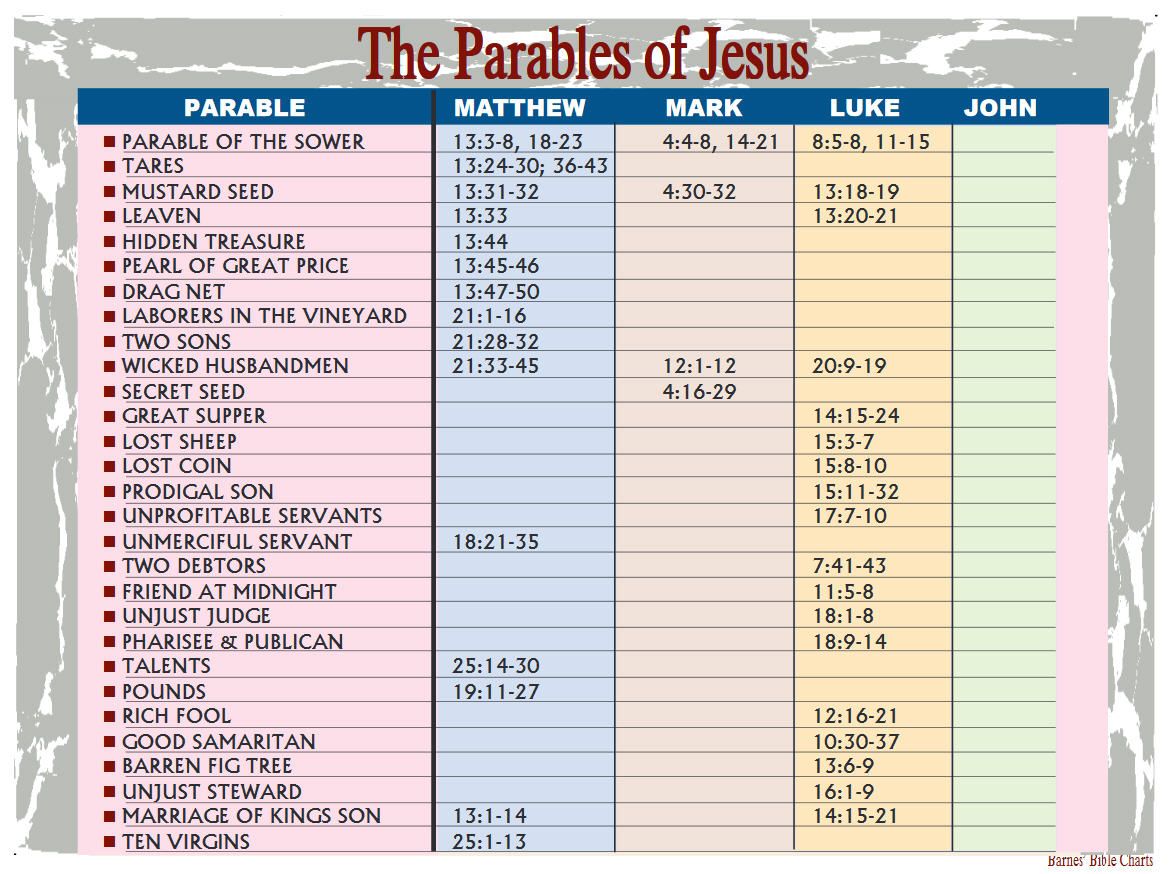 The Parables of Jesus
PARABLE MATTHEW MARK LUKE JOHN
PARABLE OF THE SOWER 13:3-8, 18-23 4:4-8, 14-21 8:5-8, 11-15
TARES 13:24-30; 36-43
MUSTARD SEED 13:31-32 4:30-32 13:18-19
LEAVEN 13:33 13:20-21
HIDDEN TREASURE 13:44
PEARL OF GREAT PRICE 13:45-46
DRAG NET 13:47-50
LABORERS IN THE VINEYARD 21:1-16
TWO SONS 21:28-32
WICKED HUSBANDMEN 21:33-45 12:1-12 20:9-19
SECRET SEED 4:16-29
GREAT SUPPER 14:15-24
LOST SHEEP 15:3-7
LOST COIN 15:8-10
PRODIGAL SON 15:11-32
UNPROFITABLE SERVANTS 17:7-10
UNMERCIFUL SERVANT 18:21-35
TWO DEBTORS 7:41-43
FRIEND AT MIDNIGHT 11:5-8
UNJUST JUDGE 18:1-8
PHARISEE & PUBLICAN 18:9-14
TALENTS 25:14-30
POUNDS 19:11-27
RICH FOOL 12:16-21
GOOD SAMARITAN 10:30-37
BARREN FIG TREE 13:6-9
UNJUST STEWARD 16:1-9
MARRIAGE OF KINGS SON 13:1-14 14:15-21
TEN VIRGINS 25:1-13
Barnes' Bible Charts